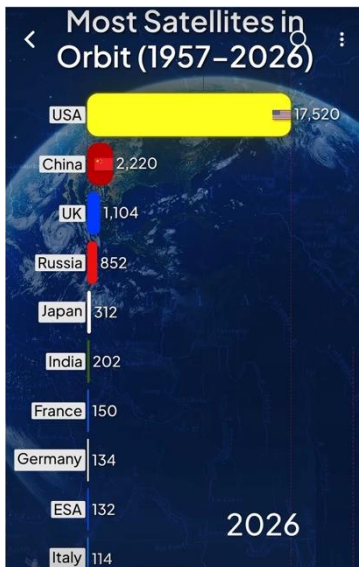 Most Satellites in
Orbit (1957–2026)
USA 17,520
China 2,220
UK 1,104
Russia 852
Japan 312
India 202
France 150
Germany 134
ESA 132
2026
Italy 114